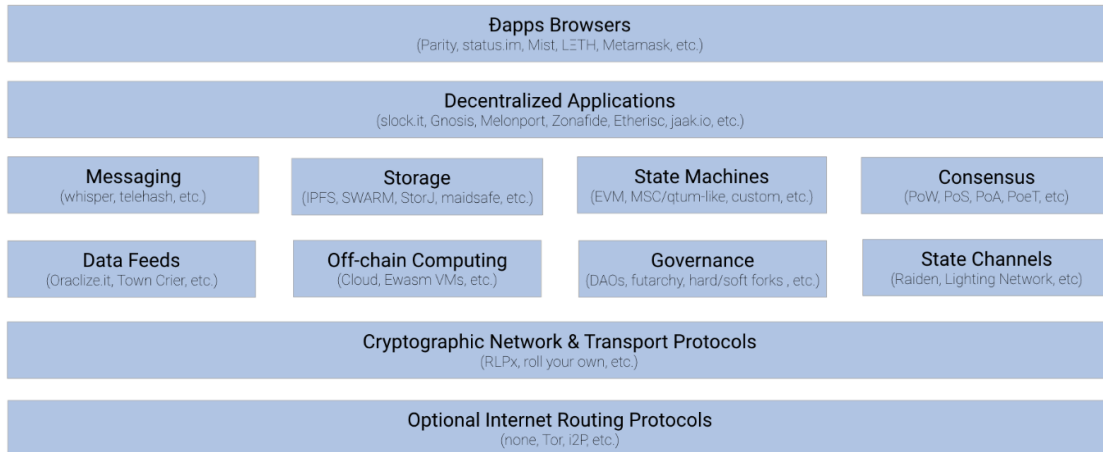 Ðapps Browsers
(Parity, status.im, Mist, LΞTH, Metamask, etc.)
Decentralized Applications
(slock.it, Gnosis, Melonport, Zonafide, Etherisc, jaak.io, etc.)
Messaging
(whisper, telehash, etc.)
Storage
(IPFS, SWARM, StorJ, maidsafe, etc.)
State Machines
(EVM, MSC/qtum-like, custom, etc.)
Consensus
(PoW, PoS, PoA, PoeT, etc)
Data Feeds
(Oraclize.it, Town Crier, etc.)
Off-chain Computing
(Cloud, Ewasm VMs, etc.)
Governance
(DAOs, futarchy, hard/soft forks , etc.)
State Channels
(Raiden, Lighting Network, etc)
Cryptographic Network & Transport Protocols
(RLPx, roll your own, etc.)
Optional Internet Routing Protocols
(none, Tor, i2P, etc.)